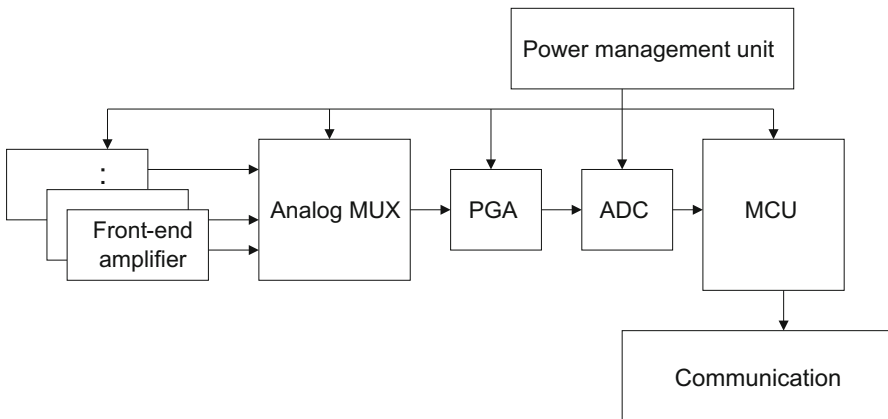 Power management unit
:
Front-end
amplifier
Analog MUX
PGA
ADC
MCU
Communication